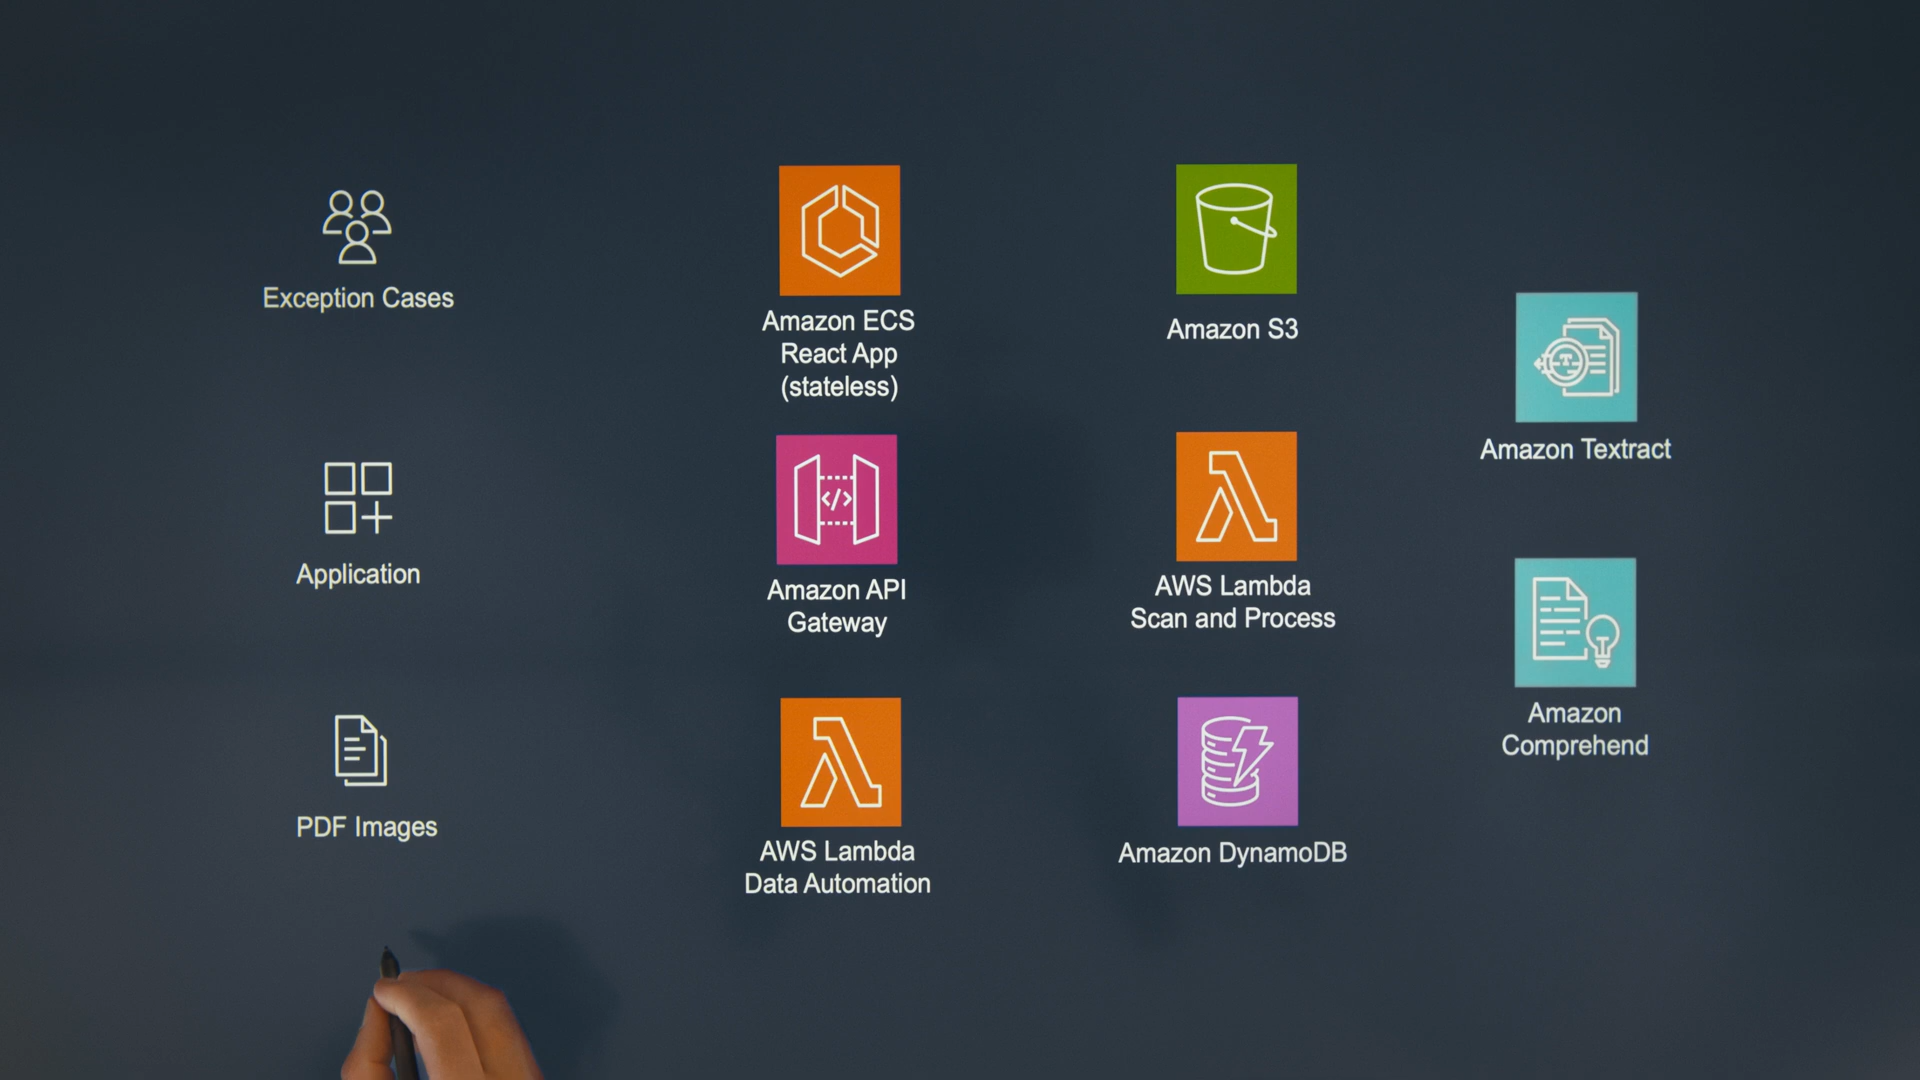 Exception Cases
Amazon ECS
React App
(stateless)
Amazon S3
Amazon Textract
Application
Amazon API
Gateway
AWS Lambda
Scan and Process
Amazon
Comprehend
PDF Images
AWS Lambda
Data Automation
Amazon DynamoDB